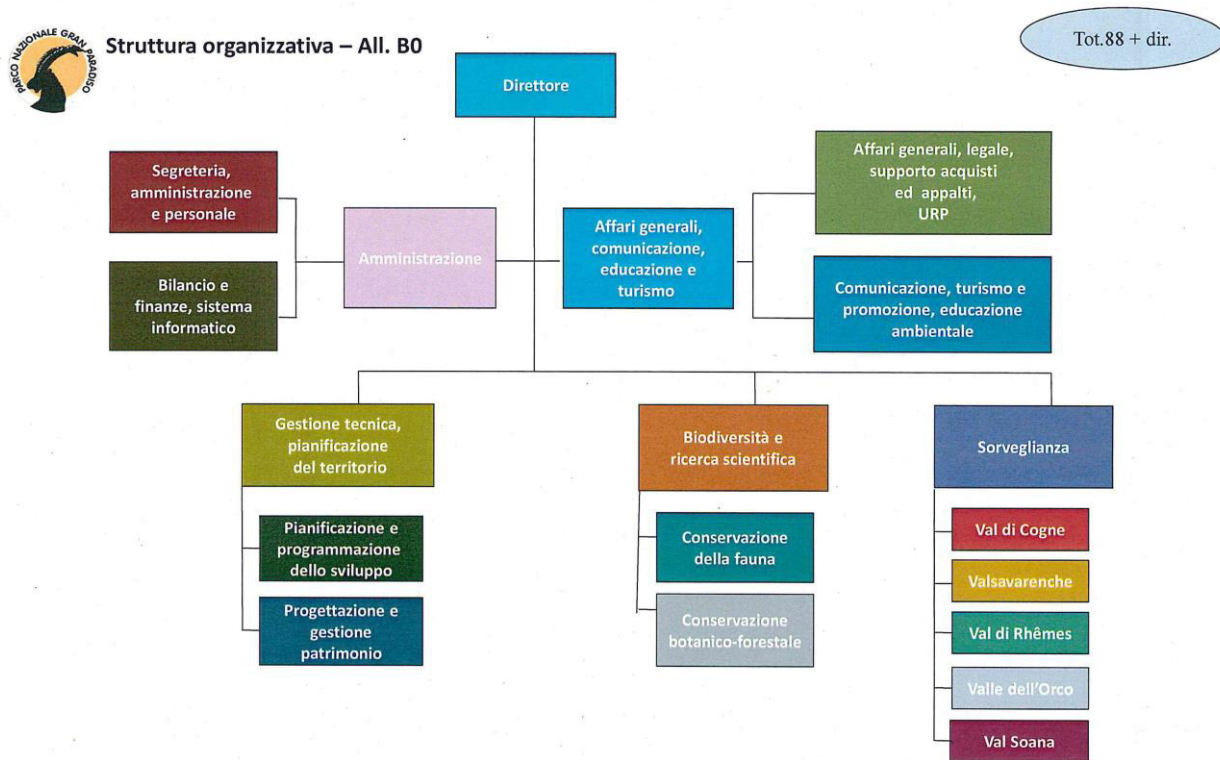 PARCO NAZIONALE GRAN PARADISO
Struttura organizzativa – All. B0
Tot.88 + dir.
Direttore
Segreteria,
amministrazione
e personale
Bilancio e
finanze, sistema
informatico
Amministrazione
Affari generali,
comunicazione,
educazione e
turismo
Affari generali, legale,
supporto acquisti
ed appalti,
URP
Comunicazione, turismo e
promozione, educazione
ambientale
Gestione tecnica,
pianificazione
del territorio
Pianificazione e
programmazione
dello sviluppo
Progettazione e
gestione
patrimonio
Biodiversità e
ricerca scientifica
Conservazione
della fauna
Conservazione
botanico-forestale
Sorveglianza
Val di Cogne
Valsavarenche
Val di Rhêmes
Valle dell'Orco
Val Soana